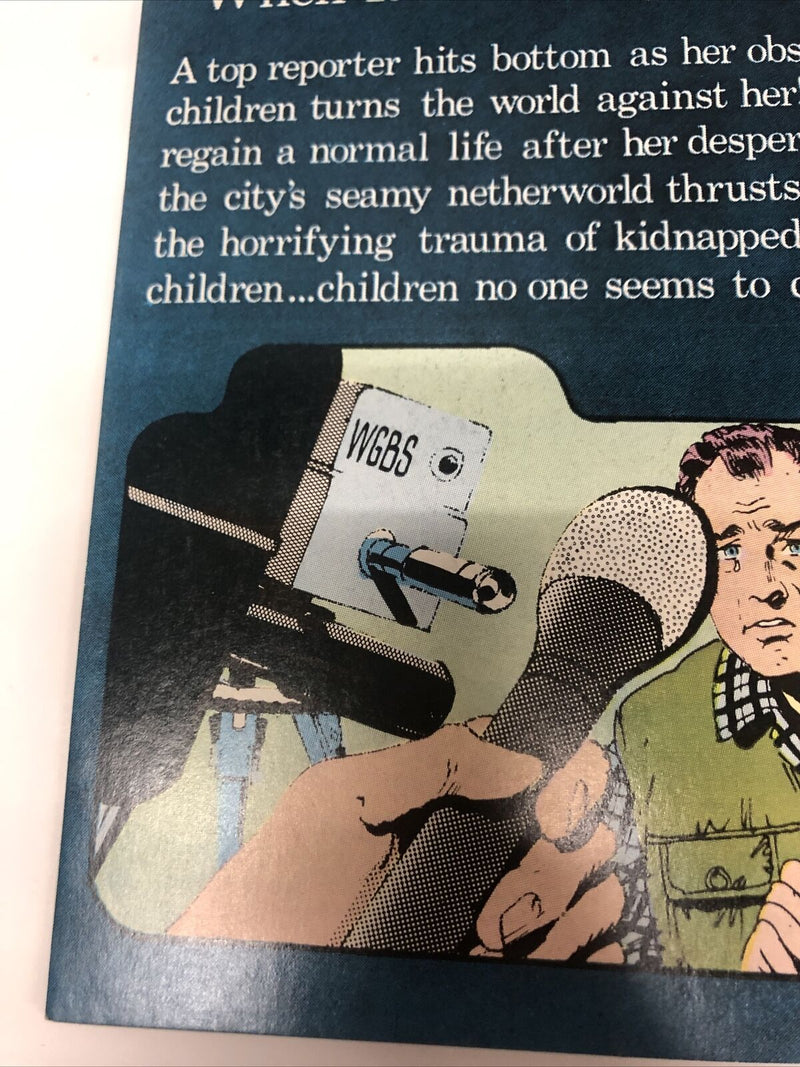 When
A top reporter hits bottom as her obs
children turns the world against her!
regain a normal life after her desper
the city's seamy netherworld thrusts
the horrifying trauma of kidnapped
children...children no one seems to c
WGBS